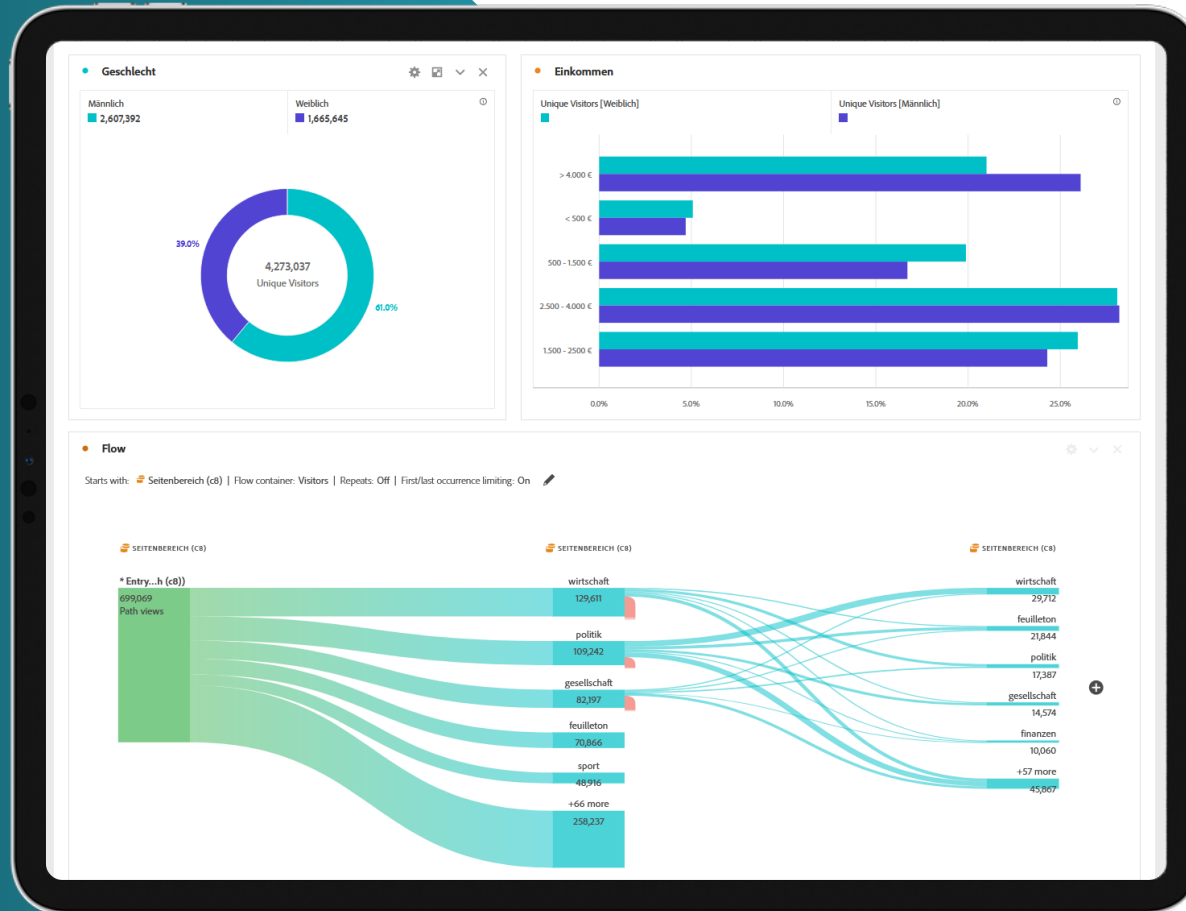 Geschlecht
Männlich
2,607,392
Weiblich
1,665,645
39.0%
4,273,037
Unique Visitors
61.0%
Einkommen
Unique Visitors [Weiblich]
Unique Visitors [Männlich]
> 4.000 €
< 500 €
500 - 1.500 €
2.500 - 4.000 €
1.500 - 2500 €
0.0%
5.0%
10.0%
15.0%
20.0%
25.0%
Flow
Starts with: Seitenbereich (c8) | Flow container: Visitors | Repeats: Off | First/last occurrence limiting: On
SEITENBEREICH (C8)
* Entry...h (c8))
699,069
Path views
SEITENBEREICH (C8)
wirtschaft
129,611
politik
109,242
gesellschaft
82,197
feuilleton
70,866
sport
48,916
+66 more
258,237
SEITENBEREICH (C8)
wirtschaft
29,712
feuilleton
21,844
politik
17,387
gesellschaft
14,574
finanzen
10,060
+57 more
45,867